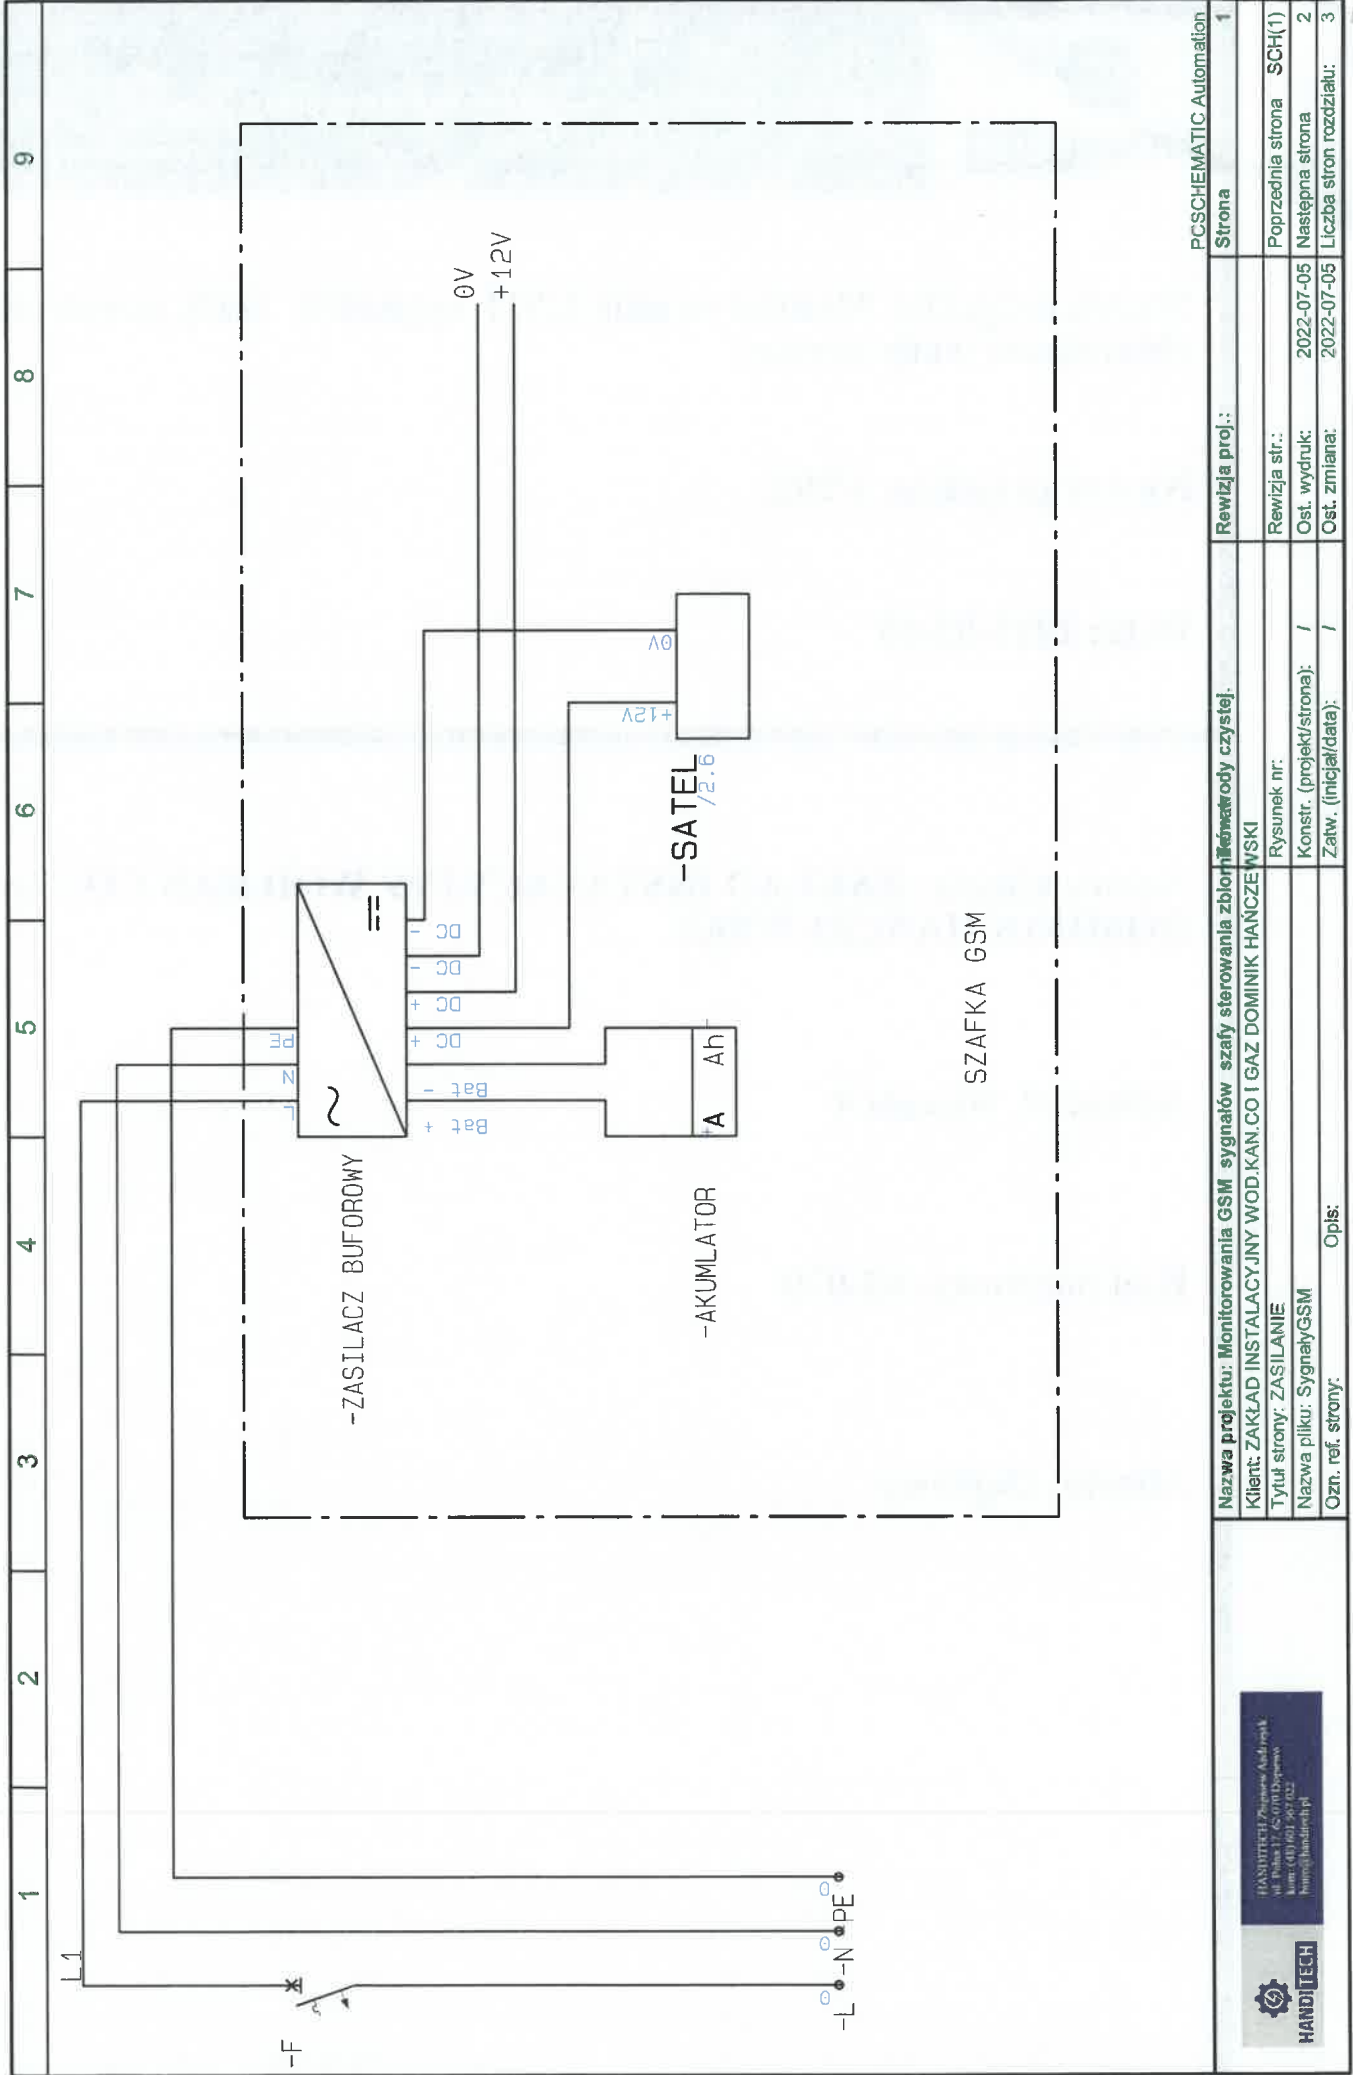 1 2 3 4 5 6 7 8 9
L1
-F
-L -N -PE
0 0 0
L N PE
-ZASILACZ BUFOROWY
Bat + Bat - DC + DC + DC - DC -
0V
+12V
-AKUMLATOR
+ A Ah -
-SATEL
/2.6
+12V 0V
SZAFKA GSM
PCSCHEMATIC Automation
HANDITECH
HANDITECH Zbigniew Andrzejak
Nazwa projektu: Monitorowania GSM sygnałów szafy sterowania zbiorników wody czystej.
Rewizja proj.:
Strona 1
Klient: ZAKŁAD INSTALACYJNY WOD.KAN.CO I GAZ DOMINIK HAŃCZEWSKI
Tytuł strony: ZASILANIE
Rysunek nr:
Rewizja str.:
Poprzednia strona SCH(1)
Nazwa pliku: SygnałyGSM
Konstr. (projekt/strona): /
Ost. wydruk: 2022-07-05
Następna strona 2
Ozn. ref. strony:
Opis:
Zatw. (inicjał/data): /
Ost. zmiana: 2022-07-05
Liczba stron rozdziału: 3